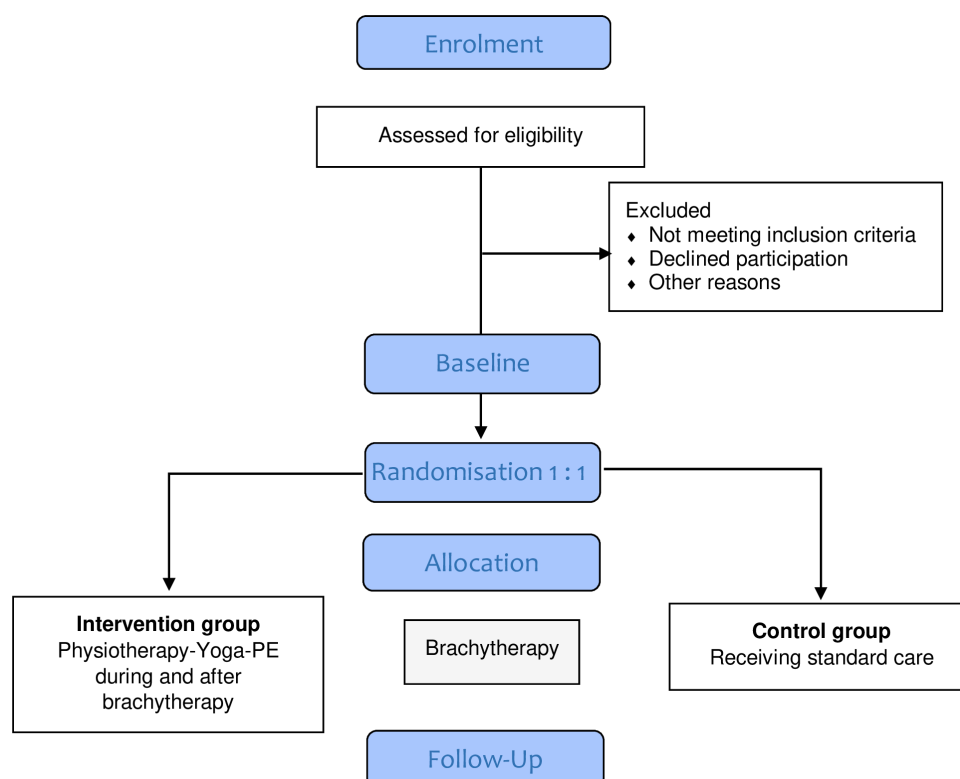 Enrolment
Assessed for eligibility
Excluded
♦ Not meeting inclusion criteria
♦ Declined participation
♦ Other reasons
Baseline
Randomisation 1 : 1
Allocation
Intervention group
Physiotherapy-Yoga-PE
during and after
brachytherapy
Brachytherapy
Control group
Receiving standard care
Follow-Up